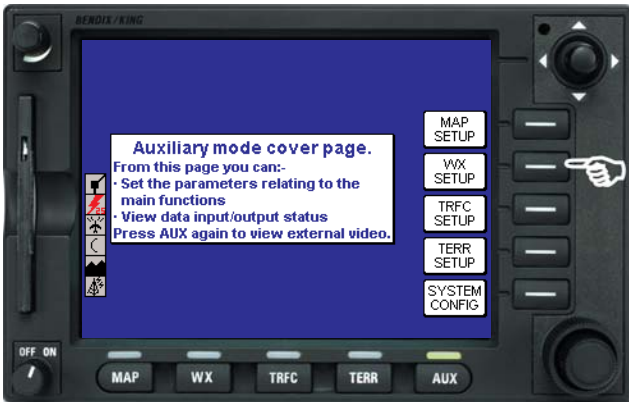 BENDIX/KING
Auxiliary mode cover page.
From this page you can:-
· Set the parameters relating to the
main functions
· View data input/output status
Press AUX again to view external video.
MAP
SETUP
WX
SETUP
TRFC
SETUP
TERR
SETUP
SYSTEM
CONFIG
OFF ON
MAP
WX
TRFC
TERR
AUX